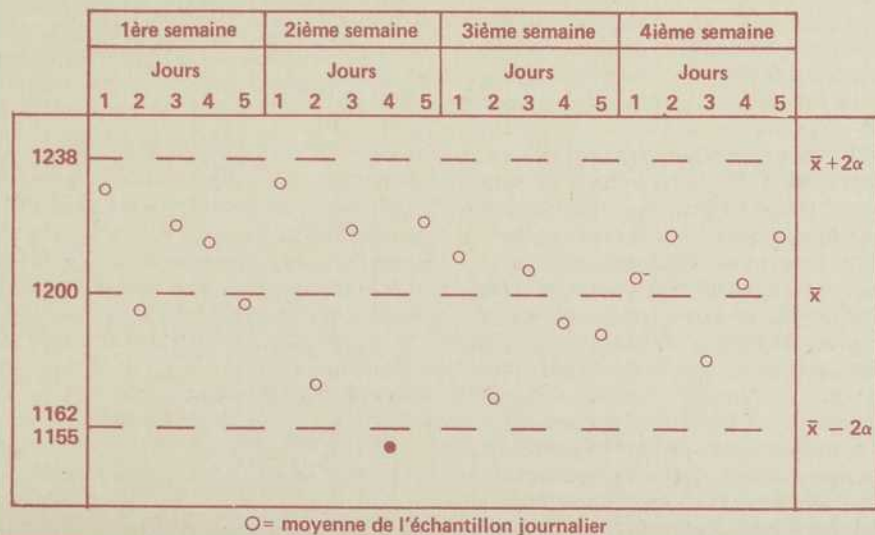 1ère semaine 2ième semaine 3ième semaine 4ième semaine
Jours Jours Jours Jours
1 2 3 4 5 1 2 3 4 5 1 2 3 4 5 1 2 3 4 5
1238 x̄+2α
1200 x̄
1162 x̄ − 2α
1155
O= moyenne de l'échantillon journalier